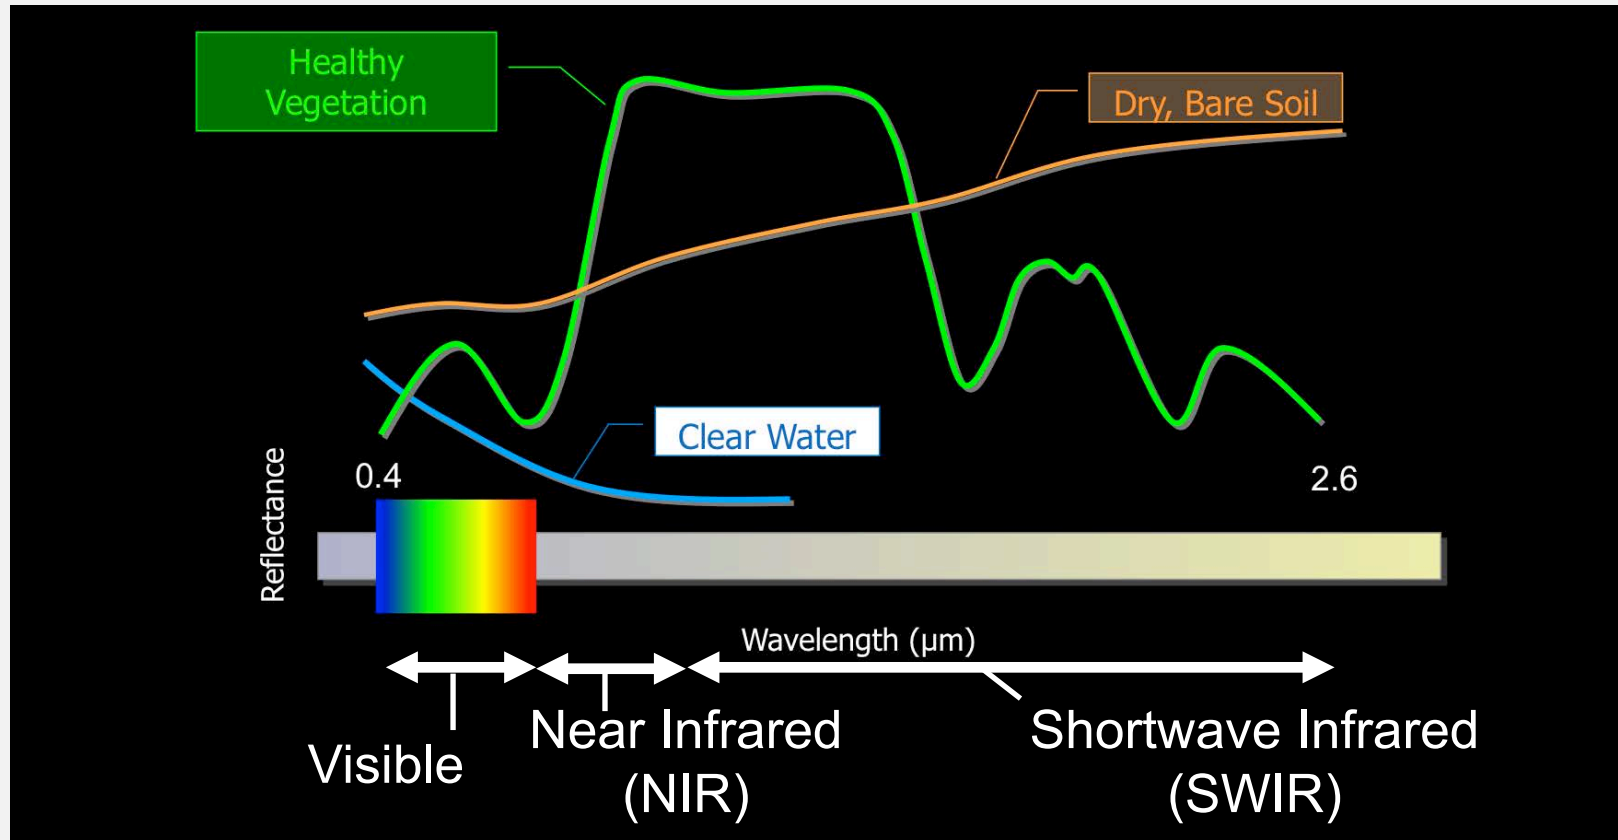 Healthy
Vegetation
Dry, Bare Soil
Clear Water
Reflectance
0.4
2.6
Wavelength (µm)
Visible
Near Infrared
(NIR)
Shortwave Infrared
(SWIR)